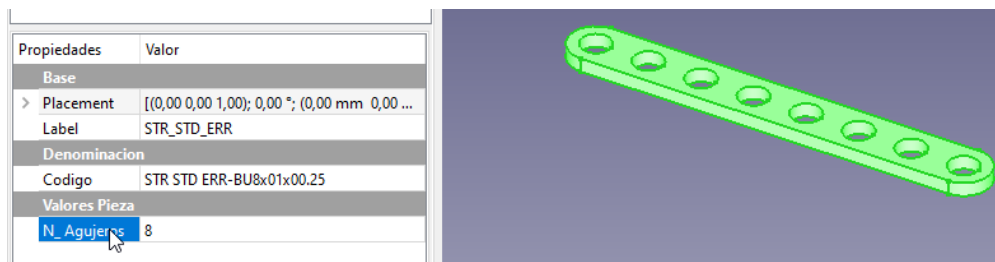 Propiedades Valor
Base
Placement [(0,00 0,00 1,00); 0,00 °; (0,00 mm 0,00 ...
Label STR_STD_ERR
Denominacion
Codigo STR STD ERR-BU8x01x00.25
Valores Pieza
N_ Agujeros 8